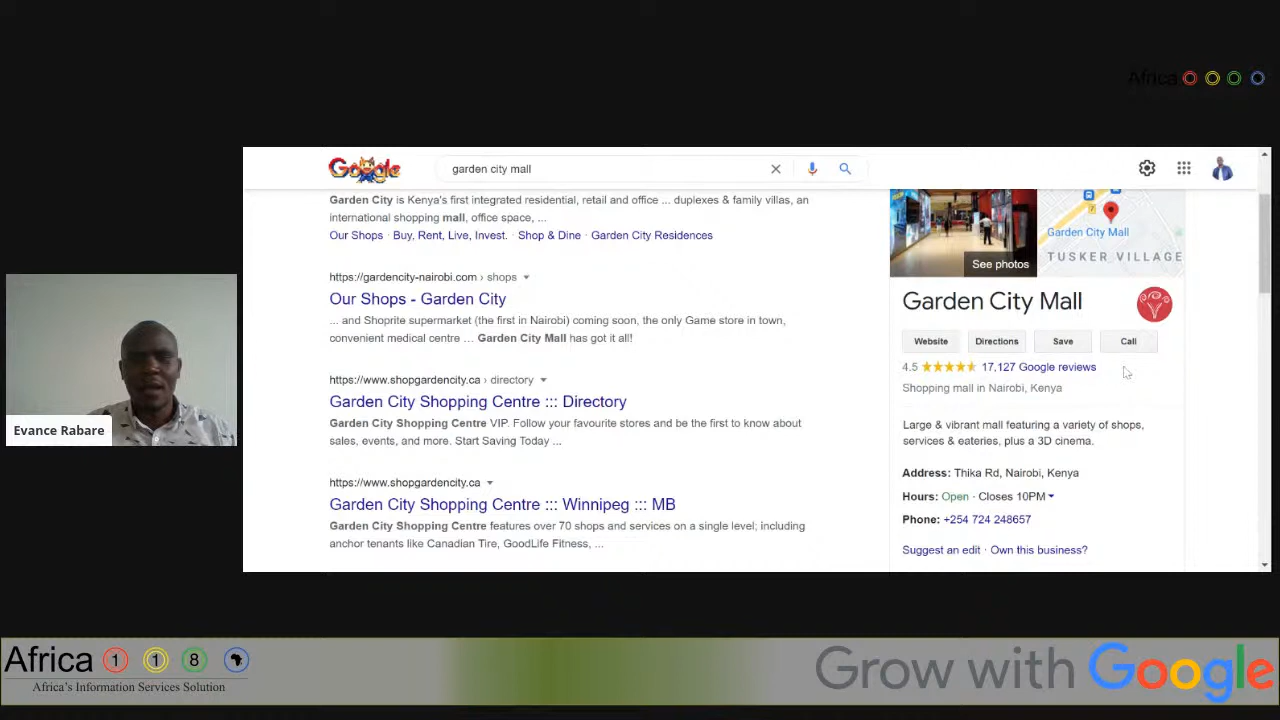 Africa
Google
garden city mall
Garden City is Kenya's first integrated residential, retail and office ... duplexes & family villas, an
international shopping mall, office space, ...
Our Shops · Buy, Rent, Live, Invest. · Shop & Dine · Garden City Residences
https://gardencity-nairobi.com › shops
Our Shops - Garden City
... and Shoprite supermarket (the first in Nairobi) coming soon, the only Game store in town,
convenient medical centre ... Garden City Mall has got it all!
https://www.shopgardencity.ca › directory
Garden City Shopping Centre ::: Directory
Garden City Shopping Centre VIP. Follow your favourite stores and be the first to know about
sales, events, and more. Start Saving Today ...
https://www.shopgardencity.ca
Garden City Shopping Centre ::: Winnipeg ::: MB
Garden City Shopping Centre features over 70 shops and services on a single level; including
anchor tenants like Canadian Tire, GoodLife Fitness, ...
See photos
Garden City Mall
TUSKER VILLAGE
Garden City Mall
Website Directions Save Call
4.5 17,127 Google reviews
Shopping mall in Nairobi, Kenya
Large & vibrant mall featuring a variety of shops,
services & eateries, plus a 3D cinema.
Address: Thika Rd, Nairobi, Kenya
Hours: Open · Closes 10PM
Phone: +254 724 248657
Suggest an edit · Own this business?
Evance Rabare
Africa 1 1 8
Africa's Information Services Solution
Grow with Google